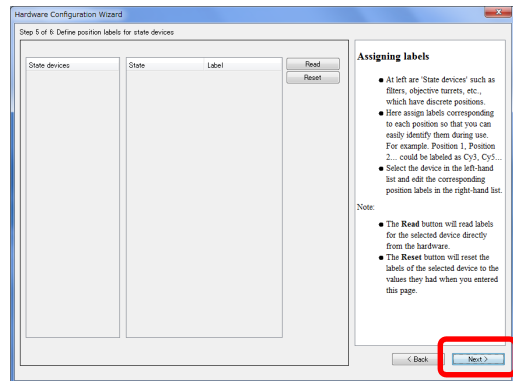 Hardware Configuration Wizard
Step 5 of 6: Define position labels for state devices
State devices
State
Label
Read
Reset
Assigning labels
● At left are 'State devices' such as
filters, objective turrets, etc.,
which have discrete positions.
● Here assign labels corresponding
to each position so that you can
easily identify them during use.
For example. Position 1, Position
2... could be labeled as Cy3, Cy5...
● Select the device in the left-hand
list and edit the corresponding
position labels in the right-hand list.
Note:
● The Read button will read labels
for the selected device directly
from the hardware.
● The Reset button will reset the
labels of the selected device to the
values they had when you entered
this page.
< Back
Next >